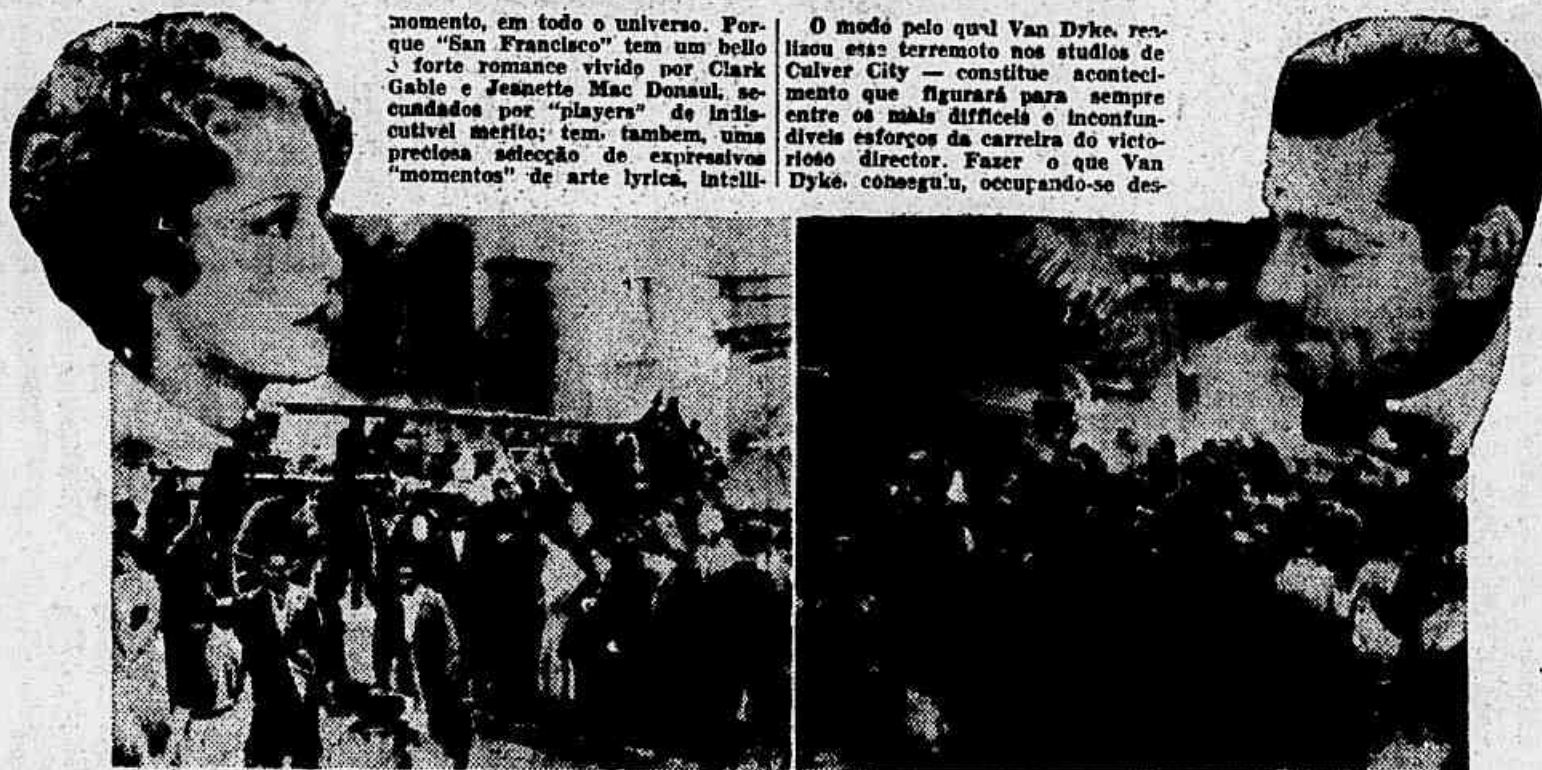 momento, em todo o universo. Por-
que "San Francisco" tem um bello
e forte romance vivido por Clark
Gable e Jeanette Mac Donaul, se-
cundados por "players" de indis-
cutivel merito; tem, tambem, uma
preciosa selecção de expressivos
"momentos" de arte lyrica, intelli-
O modo pelo qual Van Dyke, rea-
lizou esse terremoto nos studios de
Culver City — constitue aconteci-
mento que figurará para sempre
entre os mais difficeis e inconfun-
diveis esforços da carreira do victo-
rioso director. Fazer o que Van
Dyke, conseguiu, occupando-se des-